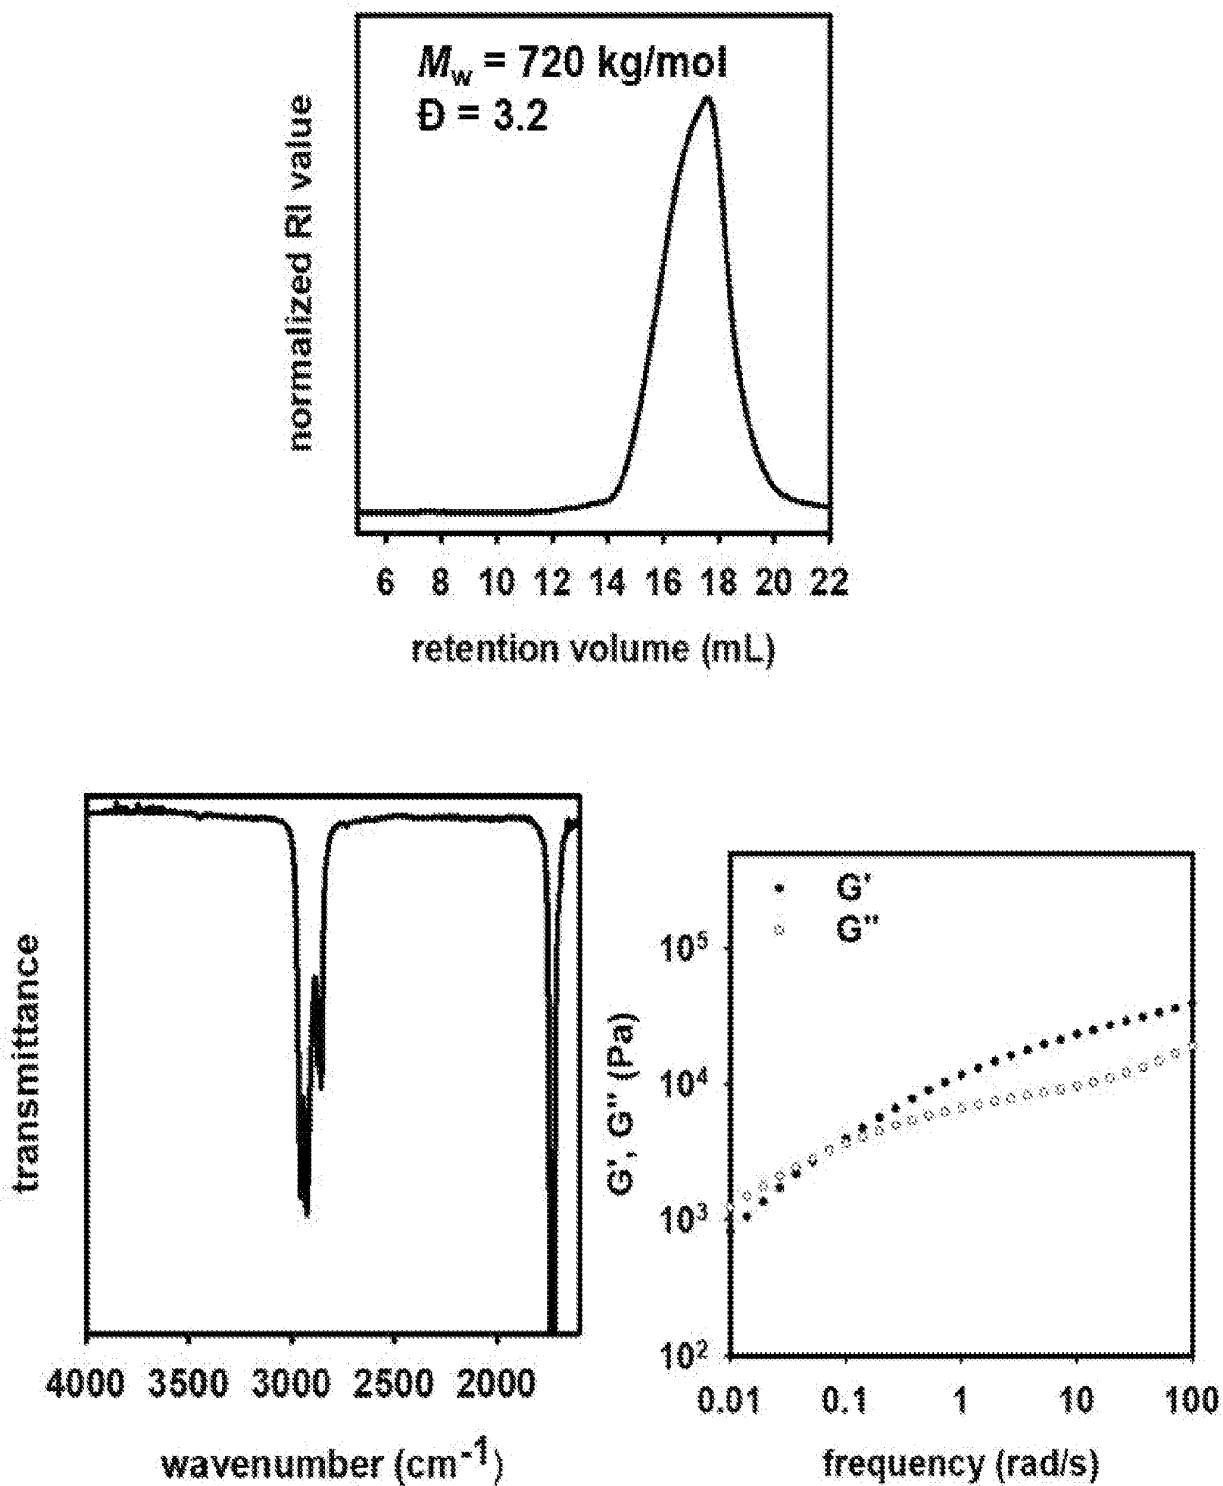 Mw = 720 kg/mol
Đ = 3.2
normalized RI value
6 8 10 12 14 16 18 20 22
retention volume (mL)
transmittance
4000 3500 3000 2500 2000
wavenumber (cm-1)
G'
G"
G', G" (Pa)
10⁵
10⁴
10³
10²
0.01 0.1 1 10 100
frequency (rad/s)